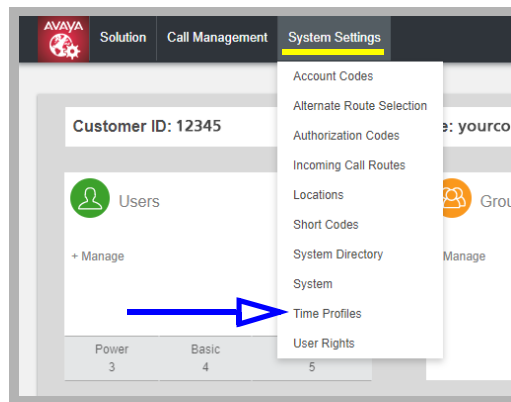 AVAYA
Solution Call Management System Settings
Account Codes
Alternate Route Selection
Customer ID: 12345
Authorization Codes
e: yourco
Incoming Call Routes
Users
Locations
Grou
Short Codes
+ Manage
System Directory
Manage
System
Time Profiles
Power Basic
User Rights
3 4 5